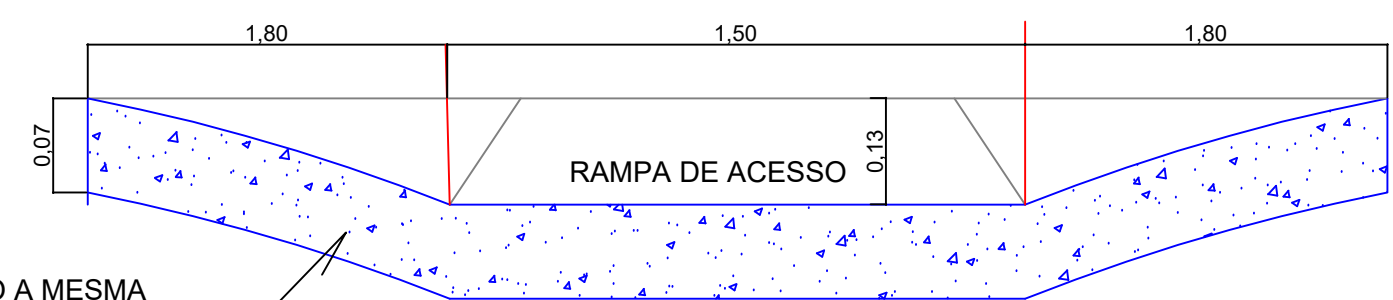 1,80 1,50 1,80
0,07
0,13
RAMPA DE ACESSO
A MESMA